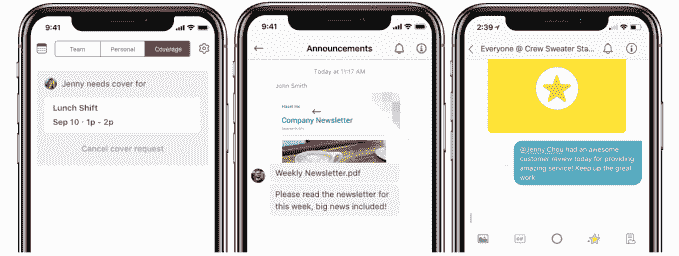 9:41
Team
Personal
Coverage
Jenny needs cover for
Lunch Shift
Sep 10 · 1p - 2p
Cancel cover request
9:41
Announcements
Today at 11:17 AM
John Smith
Company Newsletter
Weekly Newsletter.pdf
Please read the newsletter for
this week, big news included!
2:39
Everyone @ Crew Sweater Sta...
@Jenny Chou had an awesome
customer review today for providing
amazing service! Keep up the great
work
GIF